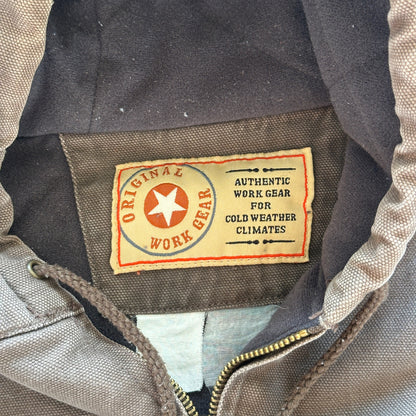 ORIGINAL
WORK GEAR
AUTHENTIC
WORK GEAR
FOR
COLD WEATHER
CLIMATES